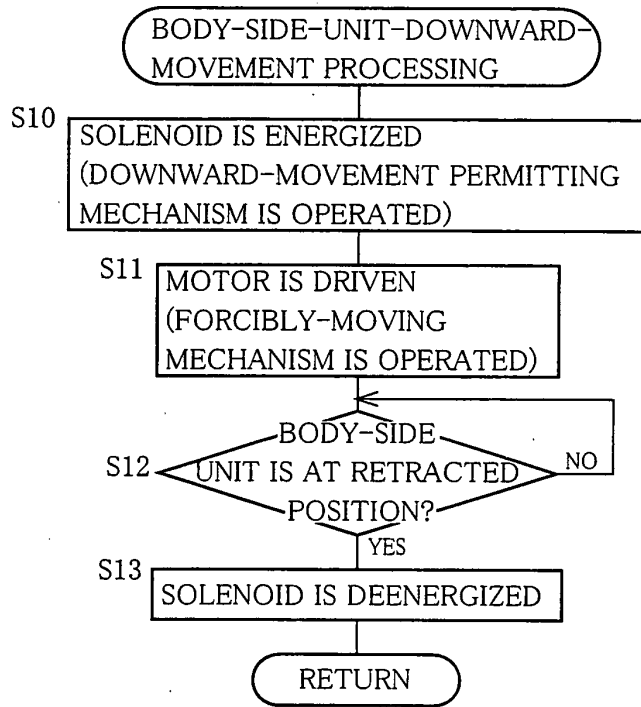 BODY-SIDE-UNIT-DOWNWARD-
MOVEMENT PROCESSING
S10
SOLENOID IS ENERGIZED
(DOWNWARD-MOVEMENT PERMITTING
MECHANISM IS OPERATED)
S11
MOTOR IS DRIVEN
(FORCIBLY-MOVING
MECHANISM IS OPERATED)
BODY-SIDE
S12 UNIT IS AT RETRACTED NO
POSITION?
YES
S13
SOLENOID IS DEENERGIZED
RETURN